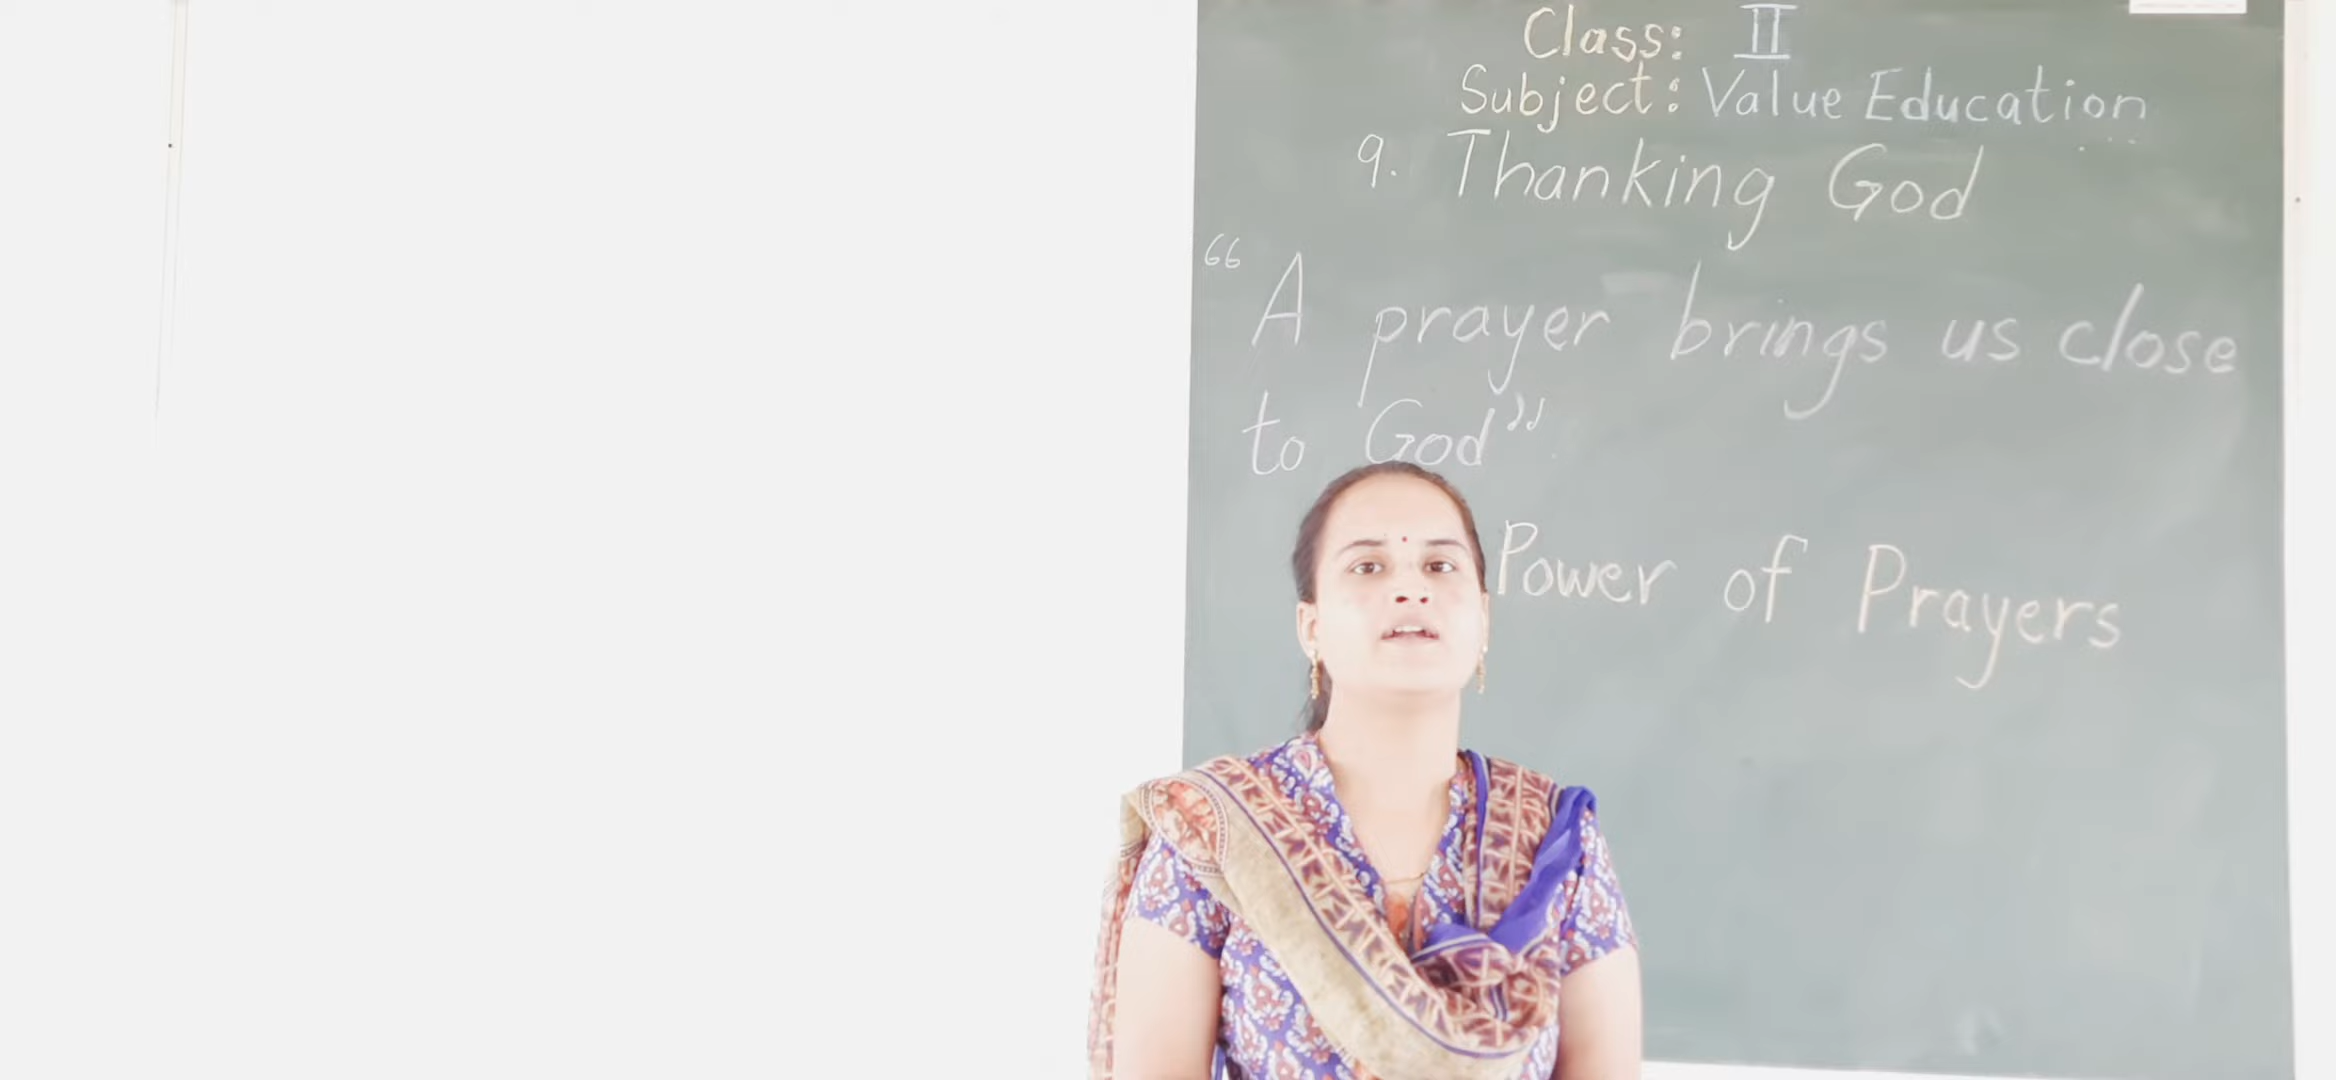 Class: II
Subject: Value Education
9. Thanking God
"A prayer brings us close
to God"
Power of Prayers